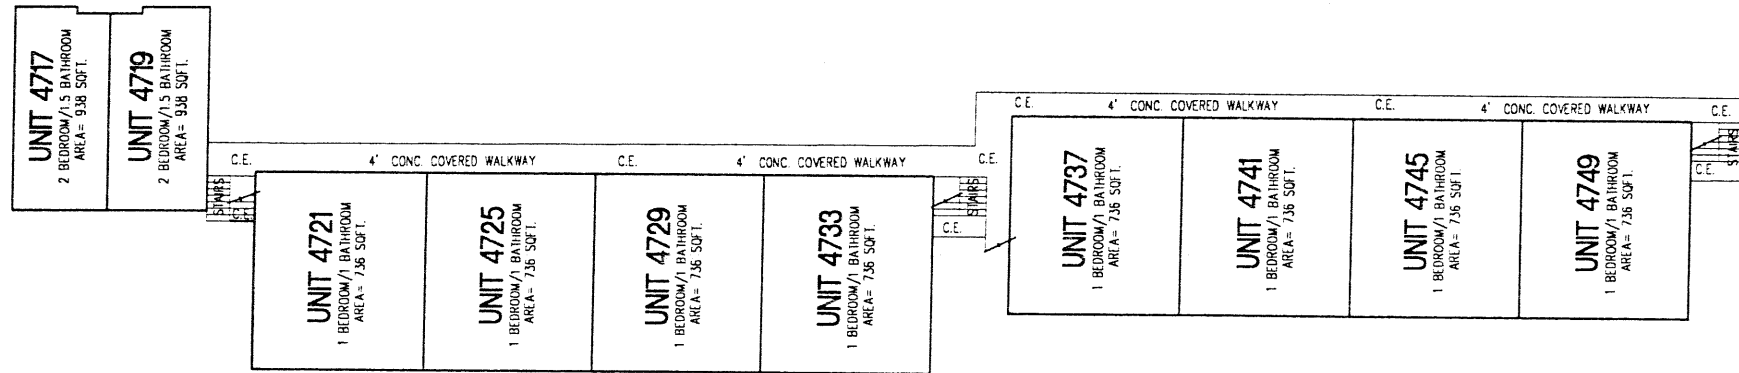 UNIT 4717
2 BEDROOM/1.5 BATHROOM
AREA= 938 SQFT.
UNIT 4719
2 BEDROOM/1.5 BATHROOM
AREA= 938 SQFT.
C.E.
4' CONC. COVERED WALKWAY
C.E.
4' CONC. COVERED WALKWAY
C.E.
STAIRS
C.E.
UNIT 4721
1 BEDROOM/1 BATHROOM
AREA= 736 SQFT.
UNIT 4725
1 BEDROOM/1 BATHROOM
AREA= 736 SQFT.
UNIT 4729
1 BEDROOM/1 BATHROOM
AREA= 736 SQFT.
UNIT 4733
1 BEDROOM/1 BATHROOM
AREA= 736 SQFT.
STAIRS
C.E.
C.E.
4' CONC. COVERED WALKWAY
C.E.
4' CONC. COVERED WALKWAY
C.E.
UNIT 4737
1 BEDROOM/1 BATHROOM
AREA= 736 SQFT.
UNIT 4741
1 BEDROOM/1 BATHROOM
AREA= 736 SQFT.
UNIT 4745
1 BEDROOM/1 BATHROOM
AREA= 736 SQFT.
UNIT 4749
1 BEDROOM/1 BATHROOM
AREA= 736 SQFT.
STAIRS
C.E.